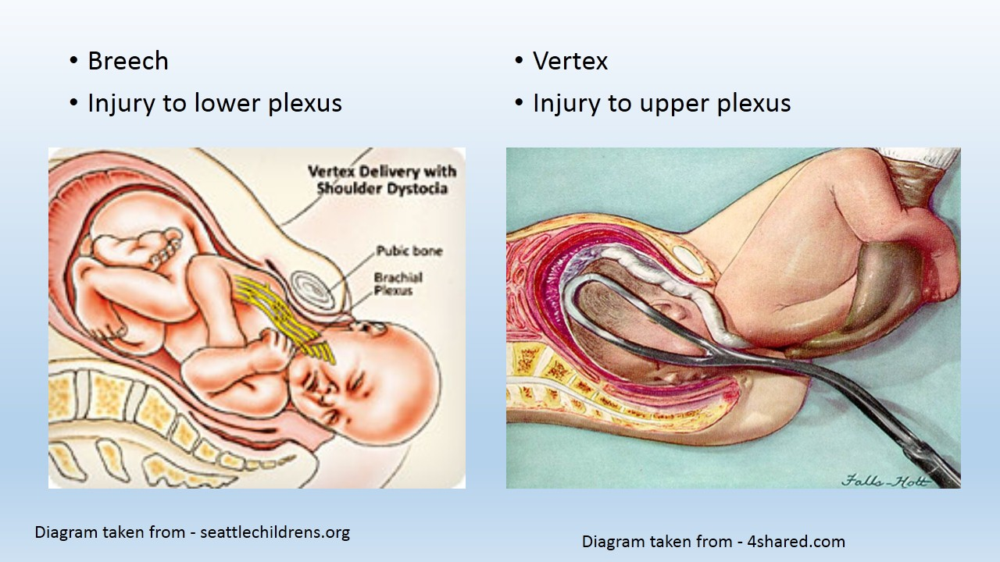 • Breech
• Injury to lower plexus
• Vertex
• Injury to upper plexus
Vertex Delivery with
Shoulder Dystocia
Pubic bone
Brachial
Plexus
Falls-Holt
Diagram taken from - seattlechildrens.org
Diagram taken from - 4shared.com